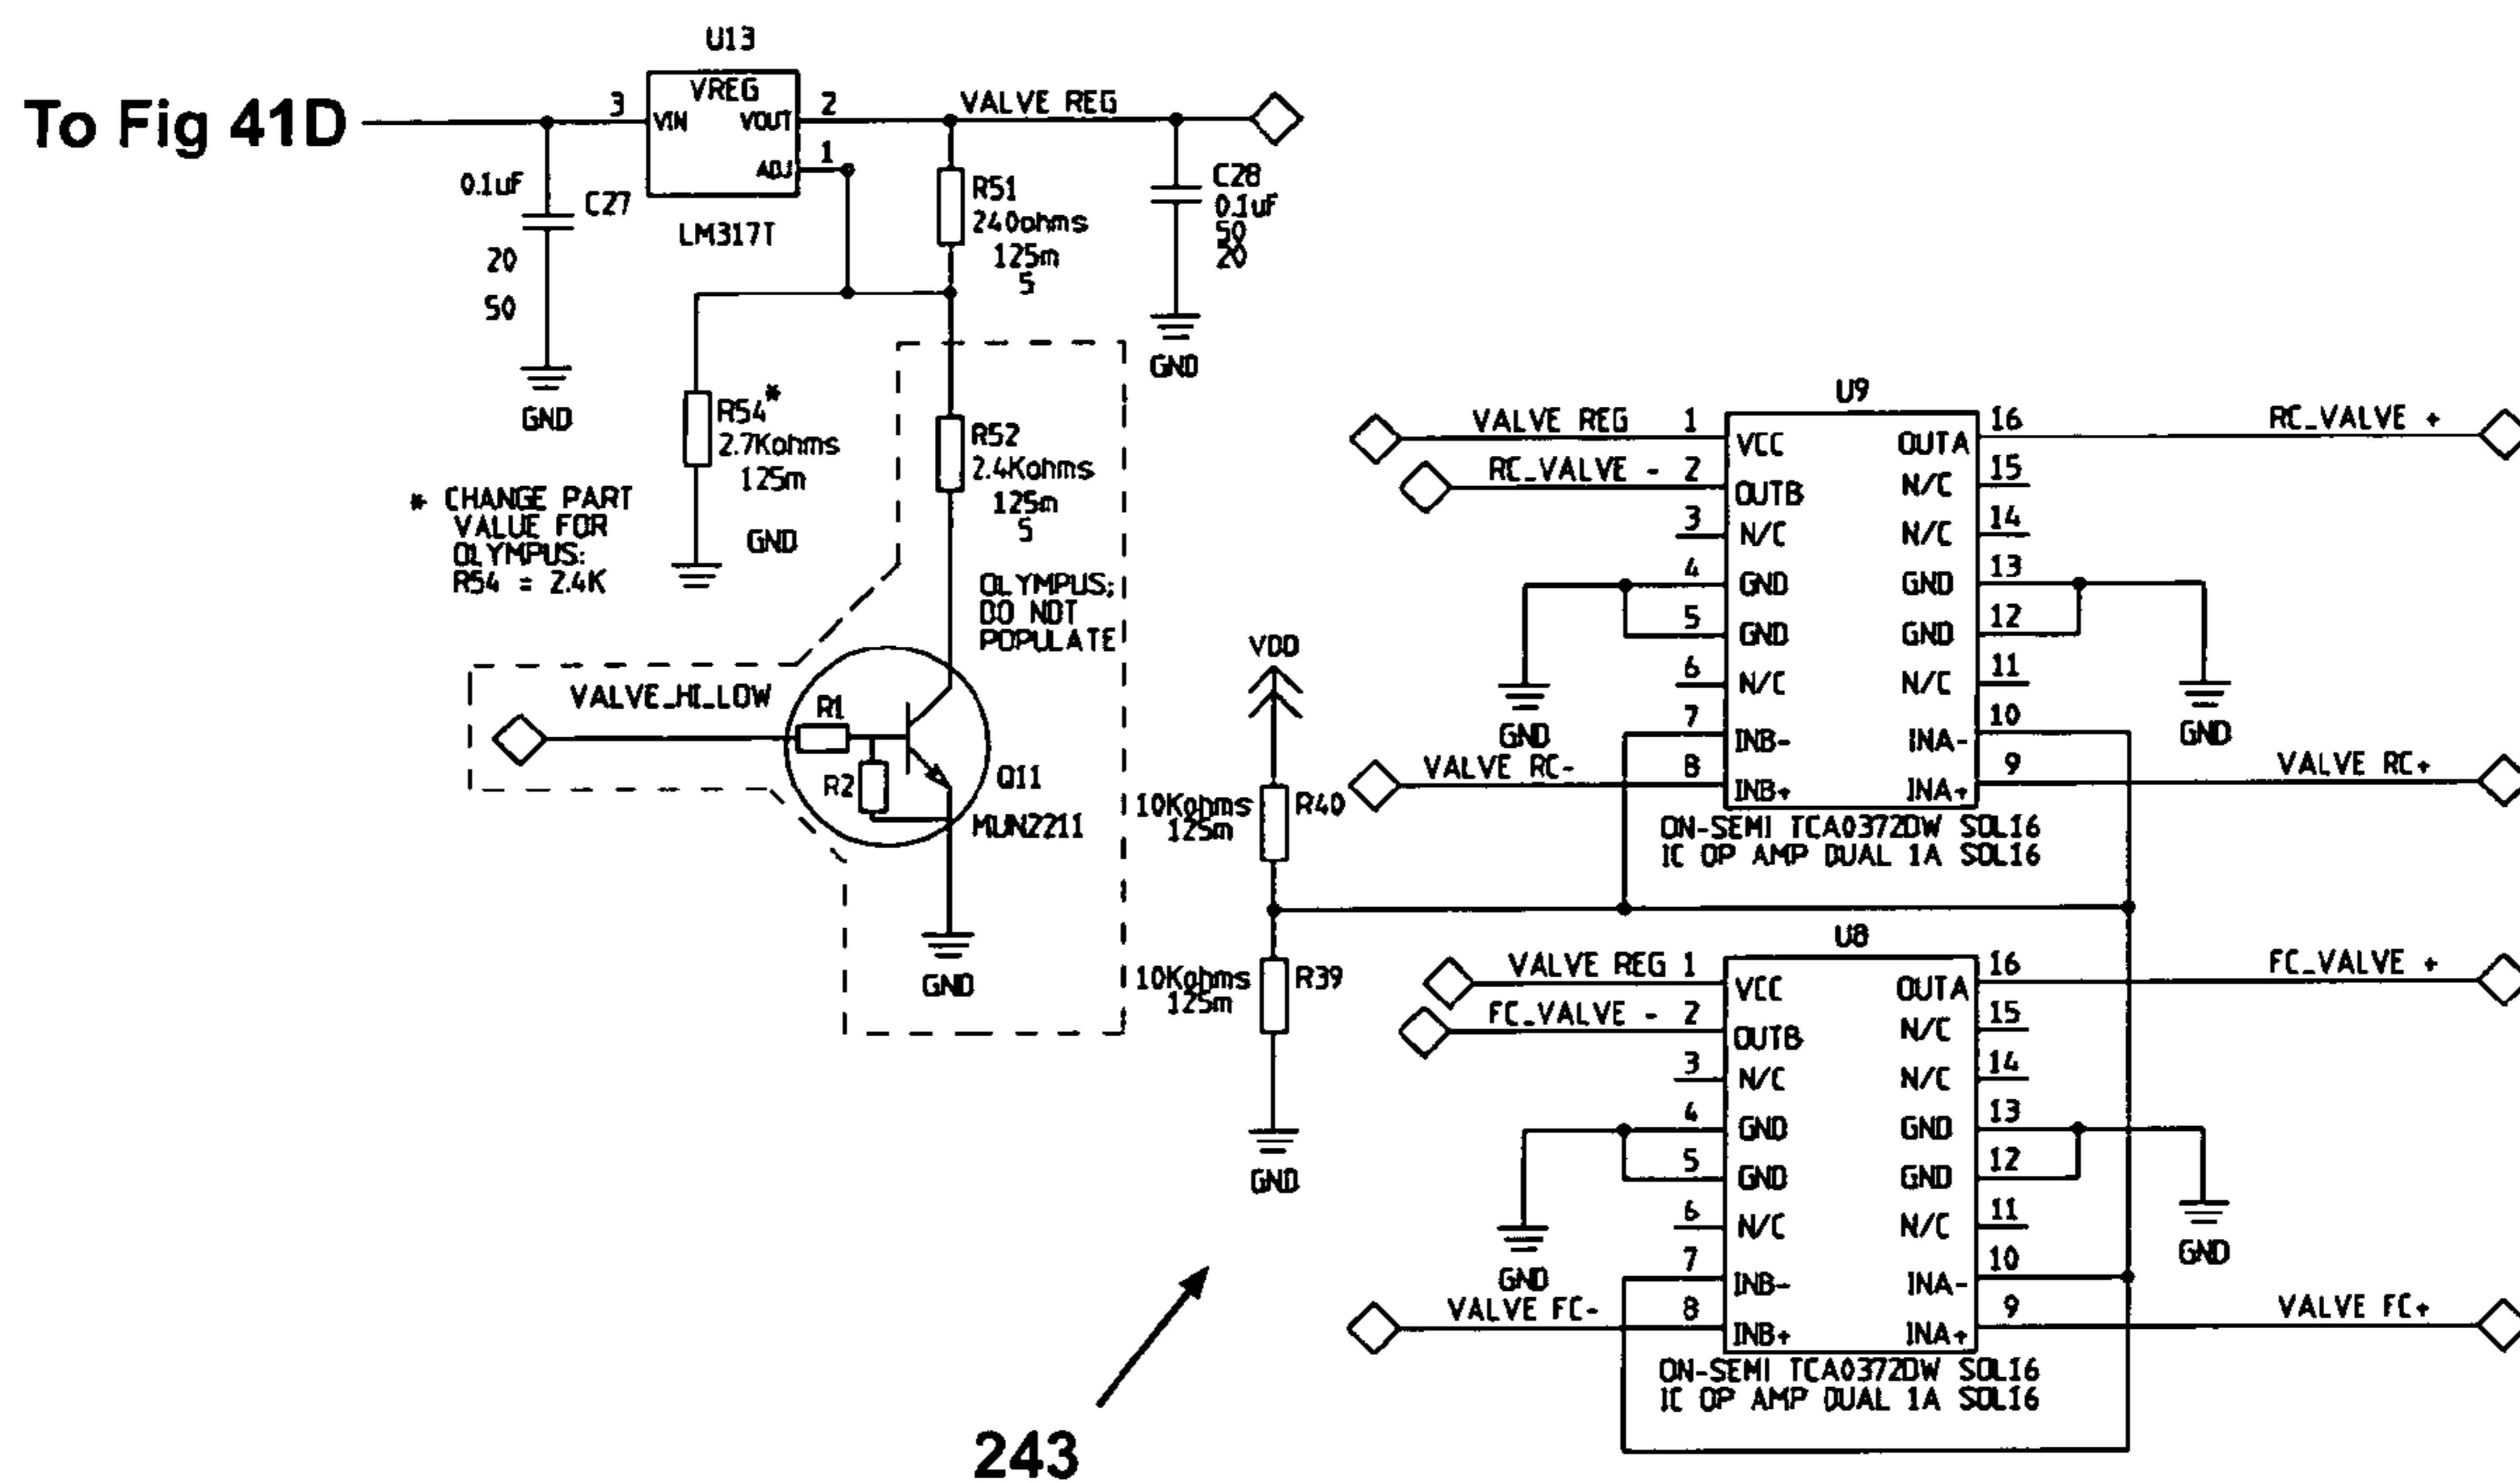 U13
To Fig 41D
3
VREG
VIN
VOUT
ADJ
2
1
VALVE REG
LM317T
0.1uF
C27
20
50
GND
R51
240ohms
125m
5
C28
0.1uF
50
20
GND
R54*
2.7Kohms
125m
GND
* CHANGE PART
VALUE FOR
OLYMPUS:
R54 = 2.4K
R52
2.4Kohms
125m
5
OLYMPUS;
DO NOT
POPULATE
VALVE_HI_LOW
R1
R2
Q11
MUN2211
GND
VDD
10Kohms
125m
R40
10Kohms
125m
R39
GND
U9
VALVE REG 1 VCC
RC_VALVE - 2 OUTB
3 N/C
4 GND
5 GND
6 N/C
7 INB-
VALVE RC- 8 INB+
GND
OUTA 16 RC_VALVE +
N/C 15
N/C 14
GND 13
GND 12
N/C 11
INA- 10
INA+ 9 VALVE RC+
GND
ON-SEMI TCA0372DW SOL16
IC OP AMP DUAL 1A SOL16
U8
VALVE REG 1 VCC
FC_VALVE - 2 OUTB
3 N/C
4 GND
5 GND
6 N/C
7 INB-
VALVE FC- 8 INB+
GND
OUTA 16 FC_VALVE +
N/C 15
N/C 14
GND 13
GND 12
N/C 11
INA- 10
INA+ 9 VALVE FC+
GND
ON-SEMI TCA0372DW SOL16
IC OP AMP DUAL 1A SOL16
243